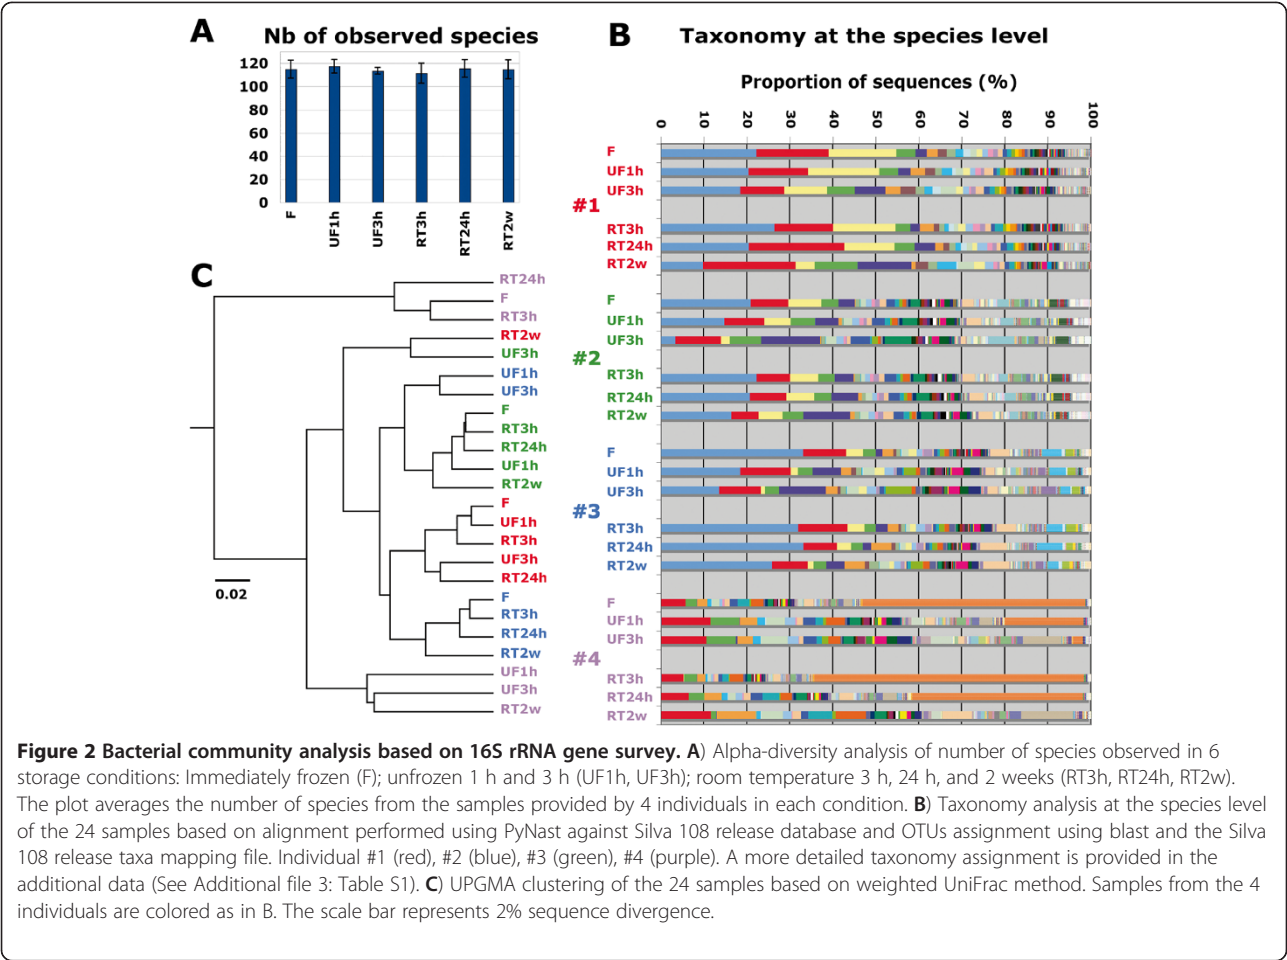 A
Nb of observed species
120
100
80
60
40
20
0
F
UF1h
UF3h
RT3h
RT24h
RT2w
B
Taxonomy at the species level
Proportion of sequences (%)
0 10 20 30 40 50 60 70 80 90 100
#1
F
UF1h
UF3h
RT3h
RT24h
RT2w
#2
F
UF1h
UF3h
RT3h
RT24h
RT2w
#3
F
UF1h
UF3h
RT3h
RT24h
RT2w
#4
F
UF1h
UF3h
RT3h
RT24h
RT2w
C
RT24h
F
RT3h
RT2w
UF3h
UF1h
UF3h
F
RT3h
RT24h
UF1h
RT2w
F
UF1h
RT3h
UF3h
RT24h
F
RT3h
RT24h
RT2w
UF1h
UF3h
RT2w
0.02
Figure 2 Bacterial community analysis based on 16S rRNA gene survey. A) Alpha-diversity analysis of number of species observed in 6
storage conditions: Immediately frozen (F); unfrozen 1 h and 3 h (UF1h, UF3h); room temperature 3 h, 24 h, and 2 weeks (RT3h, RT24h, RT2w).
The plot averages the number of species from the samples provided by 4 individuals in each condition. B) Taxonomy analysis at the species level
of the 24 samples based on alignment performed using PyNast against Silva 108 release database and OTUs assignment using blast and the Silva
108 release taxa mapping file. Individual #1 (red), #2 (blue), #3 (green), #4 (purple). A more detailed taxonomy assignment is provided in the
additional data (See Additional file 3: Table S1). C) UPGMA clustering of the 24 samples based on weighted UniFrac method. Samples from the 4
individuals are colored as in B. The scale bar represents 2% sequence divergence.